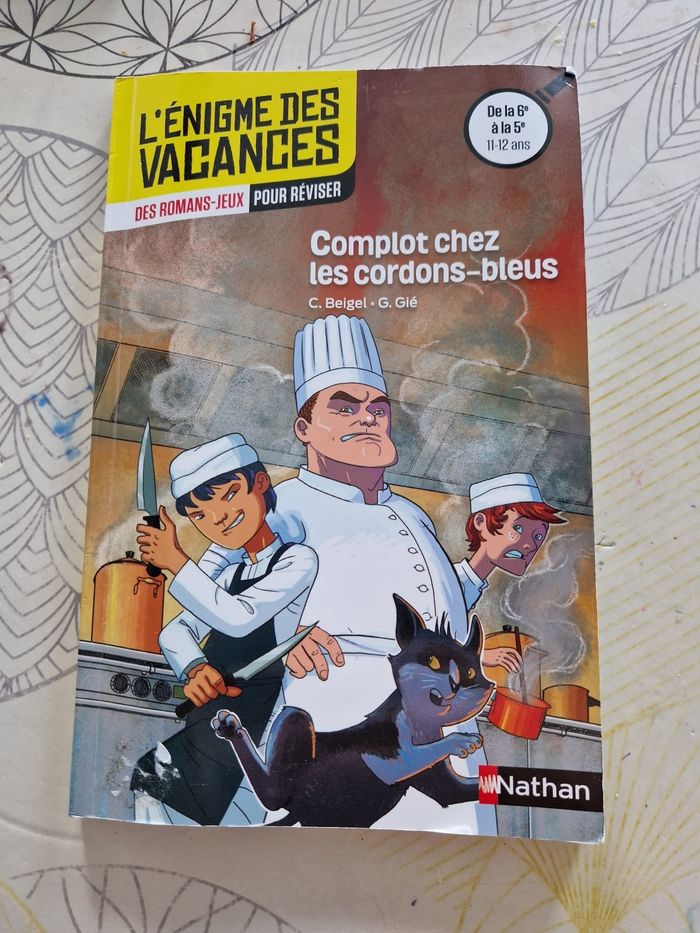 L'ÉNIGME DES
VACANCES
DES ROMANS-JEUX POUR RÉVISER
De la 6e
à la 5e
11-12 ans
Complot chez
les cordons-bleus
C. Beigel • G. Gié
Nathan